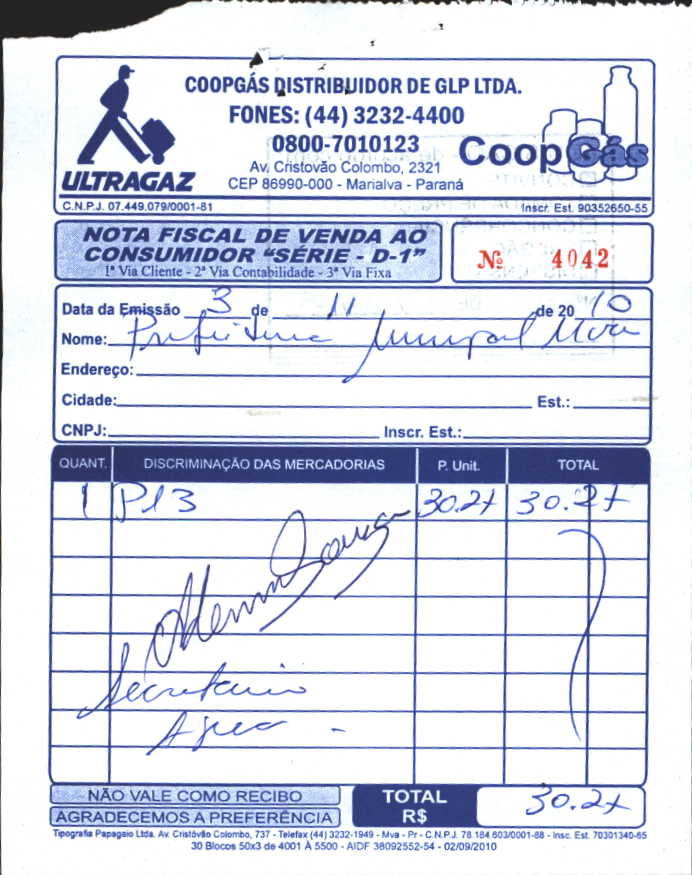 COOPGÁS DISTRIBUIDOR DE GLP LTDA.
FONES: (44) 3232-4400
0800-7010123
Av. Cristovão Colombo, 2321
CEP 86990-000 - Marialva - Paraná
ULTRAGAZ
CoopGás
C.N.P.J. 07.449.079/0001-81
Inscr. Est. 90352650-55
NOTA FISCAL DE VENDA AO
CONSUMIDOR “SÉRIE - D-1”
1ª Via Cliente - 2ª Via Contabilidade - 3ª Via Fixa
Nº 4042
Data da Emissão 3 de 11 de 20 10
Nome: Prefeitura Municipal Mva
Endereço:
Cidade: Est.:
CNPJ: Inscr. Est.:
QUANT. DISCRIMINAÇÃO DAS MERCADORIAS P. Unit. TOTAL
1 P13 30.27 30.27
Secretario
NÃO VALE COMO RECIBO
AGRADECEMOS A PREFERÊNCIA
TOTAL
R$ 30.27
Tipografia Papagaio Ltda. Av. Cristóvão Colombo, 737 - Telefax (44) 3232-1949 - Mva - Pr - C.N.P.J. 78.184.603/0001-88 - Insc. Est. 70301340-65
30 Blocos 50x3 de 4001 À 5500 - AIDF 38092552-54 - 02/09/2010